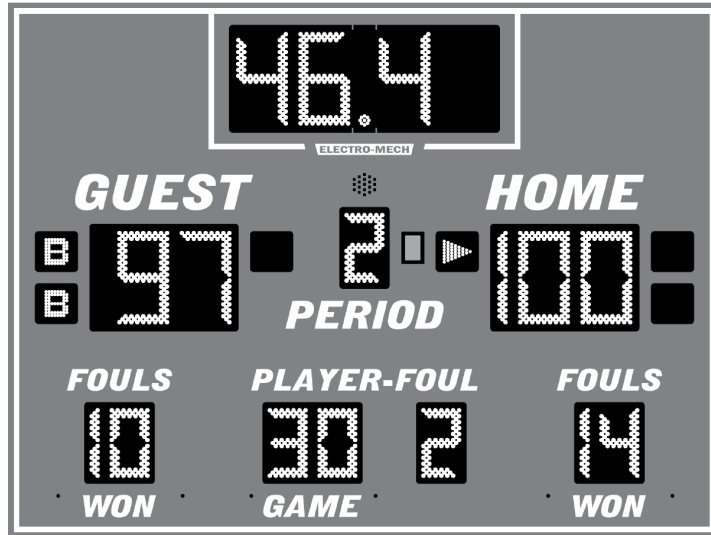 46.4
ELECTRO-MECH
GUEST
HOME
B 97 2 100
B
PERIOD
FOULS PLAYER-FOUL FOULS
10 30 2 14
WON GAME WON